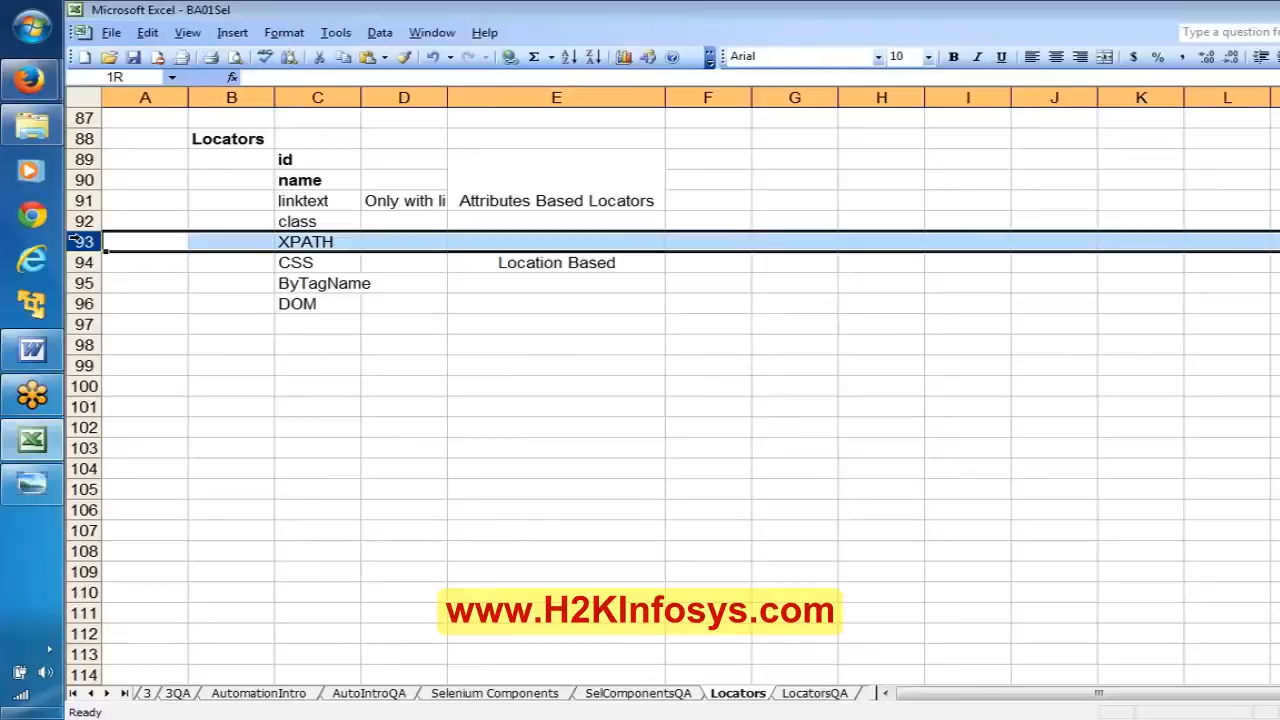 Microsoft Excel - BA01Sel
File Edit View Insert Format Tools Data Window Help
Type a question fo
Arial 10 B I U $ % ,
1R fx
A B C D E F G H I J K L
87
88 Locators
89 id
90 name
91 linktext Only with li Attributes Based Locators
92 class
93 XPATH
94 CSS Location Based
95 ByTagName
96 DOM
97
98
99
100
101
102
103
104
105
106
107
108
109
110
111
112
113
114
www.H2KInfosys.com
3 3QA AutomationIntro AutoIntroQA Selenium Components SelComponentsQA Locators LocatorsQA
Ready